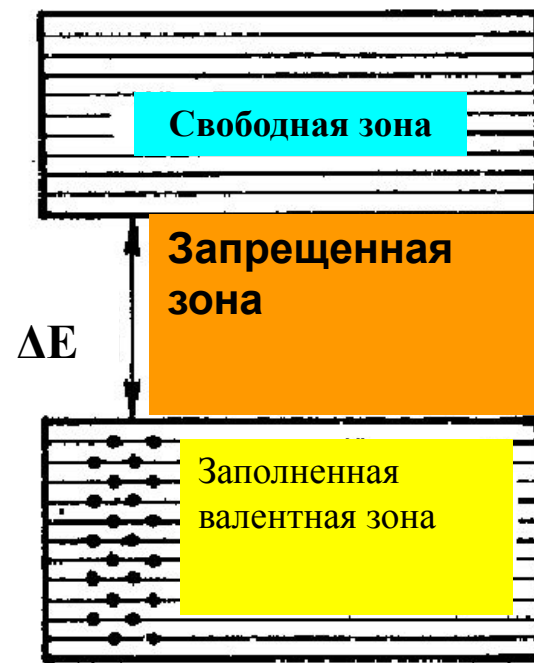 Свободная зона
Запрещенная
зона
ΔE
Заполненная
валентная зона